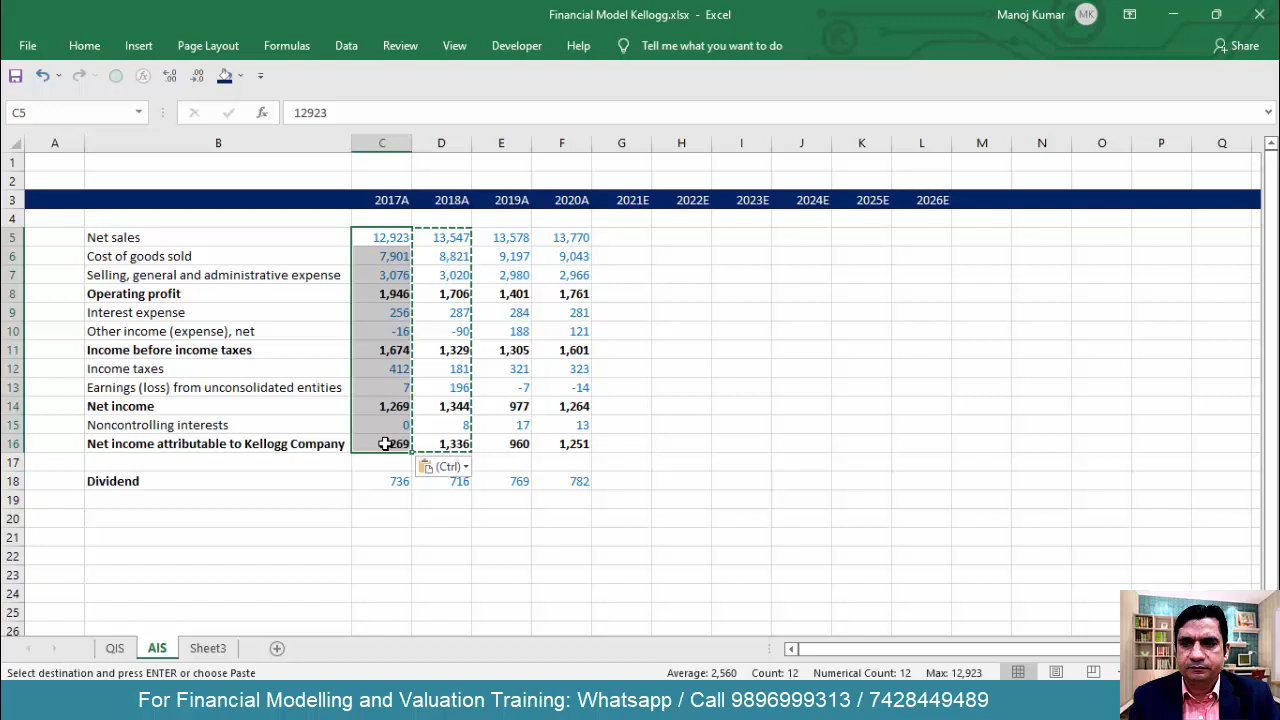 Financial Model Kellogg.xlsx - Excel
Manoj Kumar MK
File Home Insert Page Layout Formulas Data Review View Developer Help Tell me what you want to do Share
C5 fx 12923
A B C D E F G H I J K L M N O P Q
1
2
3 2017A 2018A 2019A 2020A 2021E 2022E 2023E 2024E 2025E 2026E
4
5 Net sales 12,923 13,547 13,578 13,770
6 Cost of goods sold 7,901 8,821 9,197 9,043
7 Selling, general and administrative expense 3,076 3,020 2,980 2,966
8 Operating profit 1,946 1,706 1,401 1,761
9 Interest expense 256 287 284 281
10 Other income (expense), net -16 -90 188 121
11 Income before income taxes 1,674 1,329 1,305 1,601
12 Income taxes 412 181 321 323
13 Earnings (loss) from unconsolidated entities 7 196 -7 -14
14 Net income 1,269 1,344 977 1,264
15 Noncontrolling interests 0 8 17 13
16 Net income attributable to Kellogg Company 269 1,336 960 1,251
17 (Ctrl)
18 Dividend 736 716 769 782
19
20
21
22
23
24
25
26
QIS AIS Sheet3
Select destination and press ENTER or choose Paste Average: 2,560 Count: 12 Numerical Count: 12 Max: 12,923
For Financial Modelling and Valuation Training: Whatsapp / Call 9896999313 / 7428449489